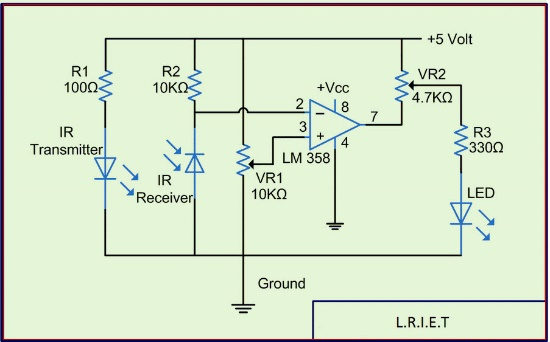 +5 Volt
R1
100Ω
R2
10KΩ
+Vcc
VR2
4.7KΩ
2
8
7
3
4
−
+
LM 358
IR
Transmitter
IR
Receiver
VR1
10KΩ
R3
330Ω
LED
Ground
L.R.I.E.T